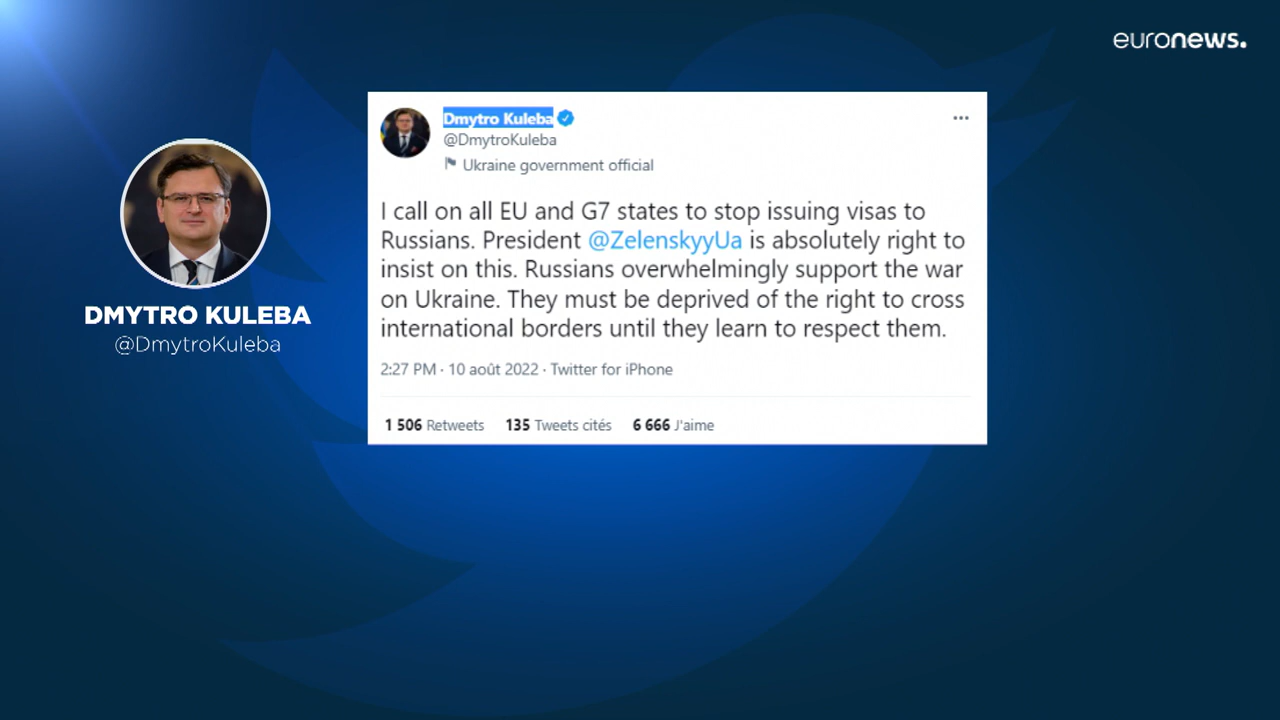 euronews.
Dmytro Kuleba
@DmytroKuleba
Ukraine government official
I call on all EU and G7 states to stop issuing visas to
Russians. President @ZelenskyyUa is absolutely right to
insist on this. Russians overwhelmingly support the war
on Ukraine. They must be deprived of the right to cross
international borders until they learn to respect them.
2:27 PM · 10 août 2022 · Twitter for iPhone
1 506 Retweets 135 Tweets cités 6 666 J'aime
DMYTRO KULEBA
@DmytroKuleba